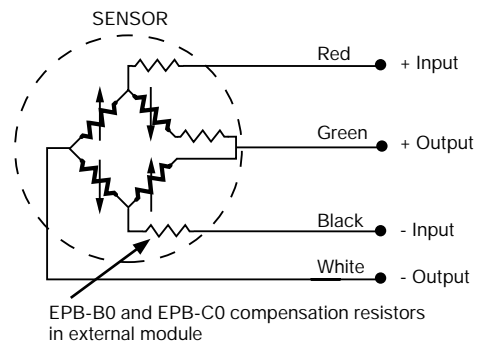 SENSOR
Red
+ Input
Green
+ Output
Black
- Input
White
- Output
EPB-B0 and EPB-C0 compensation resistors
in external module